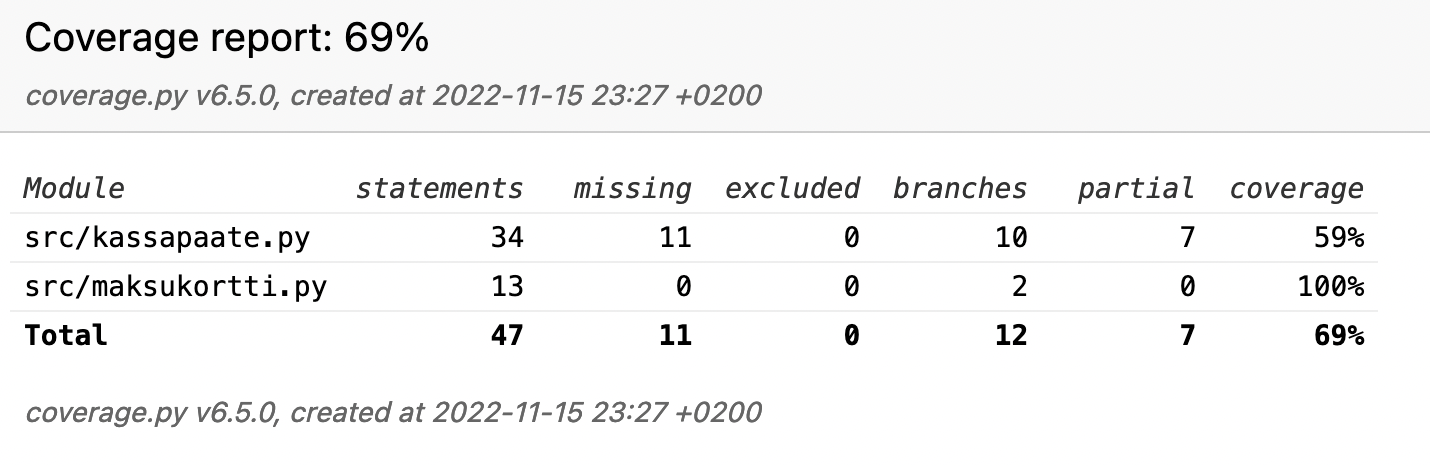 Coverage report: 69%
coverage.py v6.5.0, created at 2022-11-15 23:27 +0200
Module statements missing excluded branches partial coverage
src/kassapaate.py 34 11 0 10 7 59%
src/maksukortti.py 13 0 0 2 0 100%
Total 47 11 0 12 7 69%
coverage.py v6.5.0, created at 2022-11-15 23:27 +0200